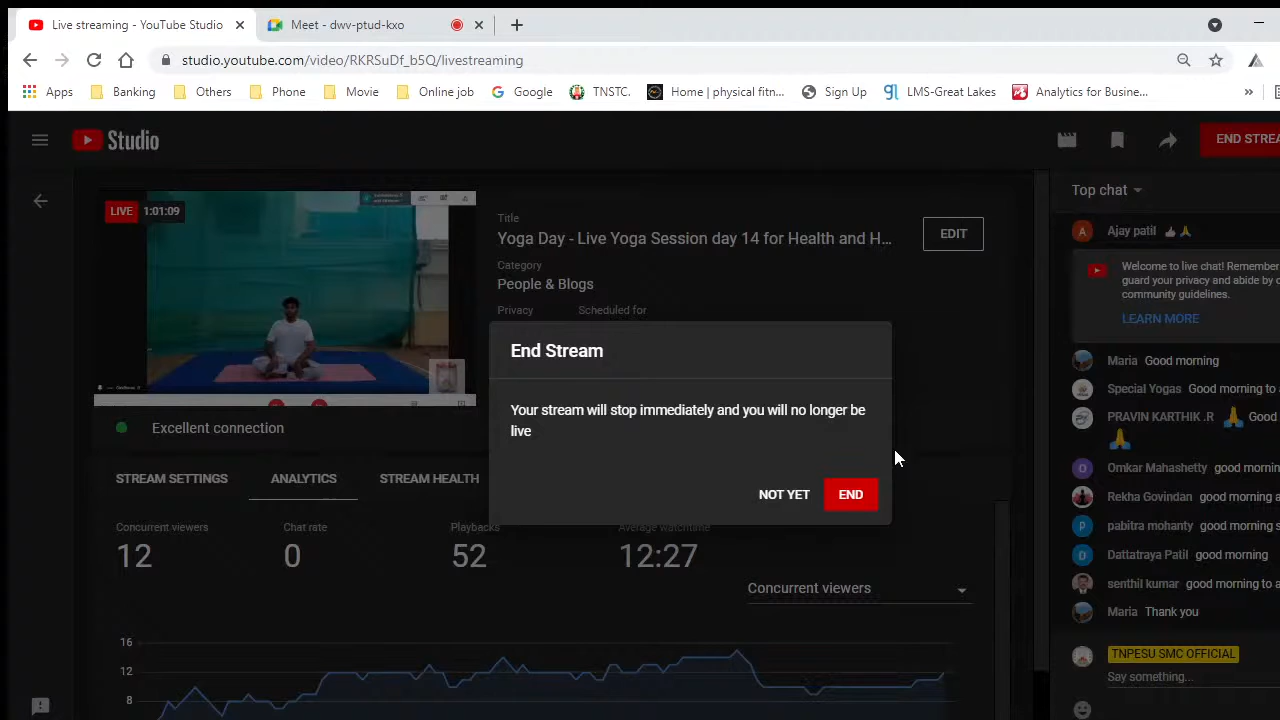 Live streaming - YouTube Studio
Meet - dwv-ptud-kxo
studio.youtube.com/video/RKRSuDf_b5Q/livestreaming
Apps Banking Others Phone Movie Online job Google TNSTC. Home | physical fitn... Sign Up LMS-Great Lakes Analytics for Busine... »
Studio
END STREA
LIVE 1:01:09
Title
Yoga Day - Live Yoga Session day 14 for Health and H...
EDIT
Category
People & Blogs
Privacy Scheduled for
End Stream
Your stream will stop immediately and you will no longer be
live
NOT YET END
Excellent connection
STREAM SETTINGS ANALYTICS STREAM HEALTH
Concurrent viewers
12
Chat rate
0
Playbacks
52
Average watchtime
12:27
Concurrent viewers
16
12
8
Top chat
Ajay patil 👍🙏
Welcome to live chat! Remember
guard your privacy and abide by o
community guidelines.
LEARN MORE
Maria Good morning
Special Yogas Good morning to a
PRAVIN KARTHIK .R 🙏 Good
🙏
Omkar Mahashetty good mornin
Rekha Govindan good morning a
pabitra mohanty good morning s
Dattatraya Patil good morning
senthil kumar good morning to a
Maria Thank you
TNPESU SMC OFFICIAL
Say something...